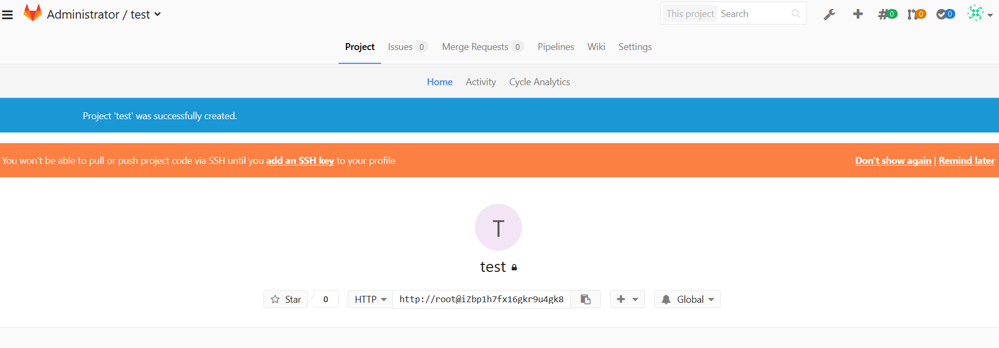 Administrator / test
This project Search
0 0 0
Project Issues 0 Merge Requests 0 Pipelines Wiki Settings
Home Activity Cycle Analytics
Project 'test' was successfully created.
You won't be able to pull or push project code via SSH until you add an SSH key to your profile Don't show again | Remind later
T
test
Star 0 HTTP http://root@iZbp1h7fx16gkr9u4gk8 Global